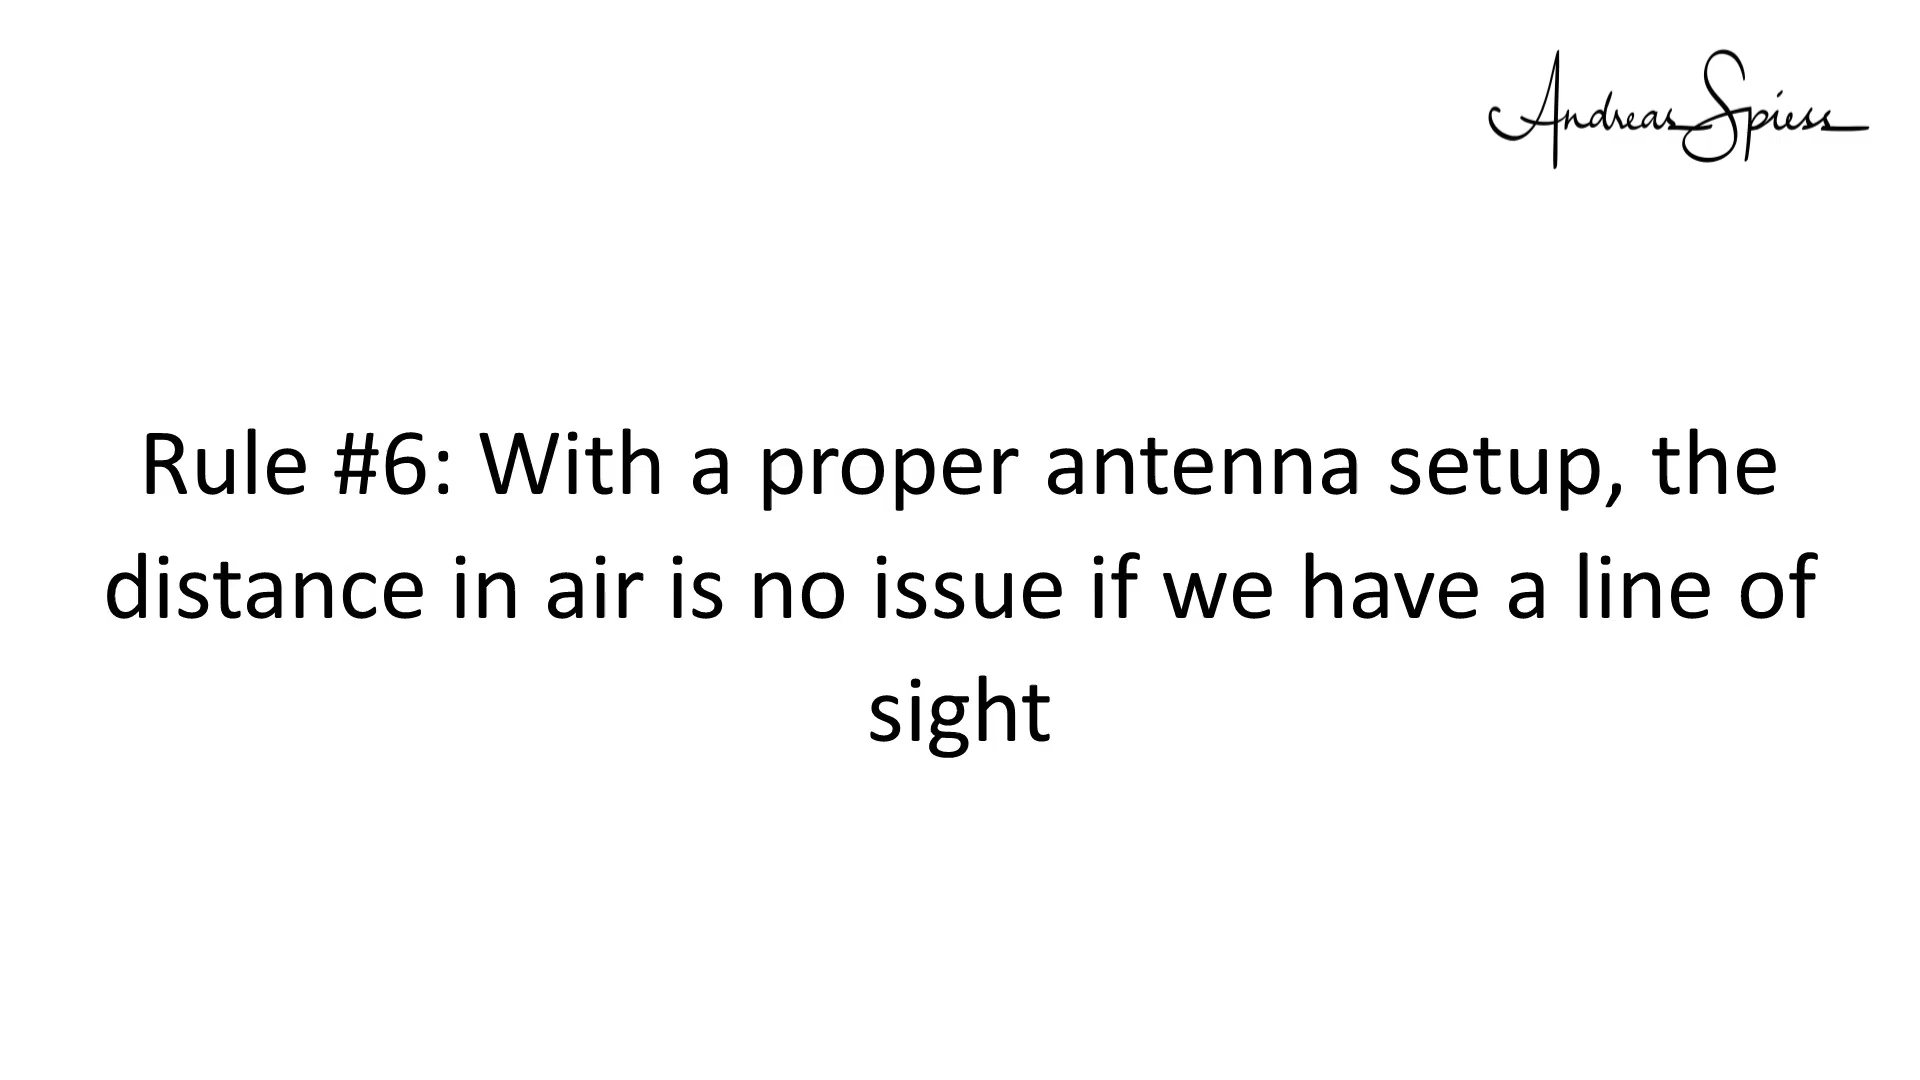 Andreas Spiess
Rule #6: With a proper antenna setup, the
distance in air is no issue if we have a line of
sight